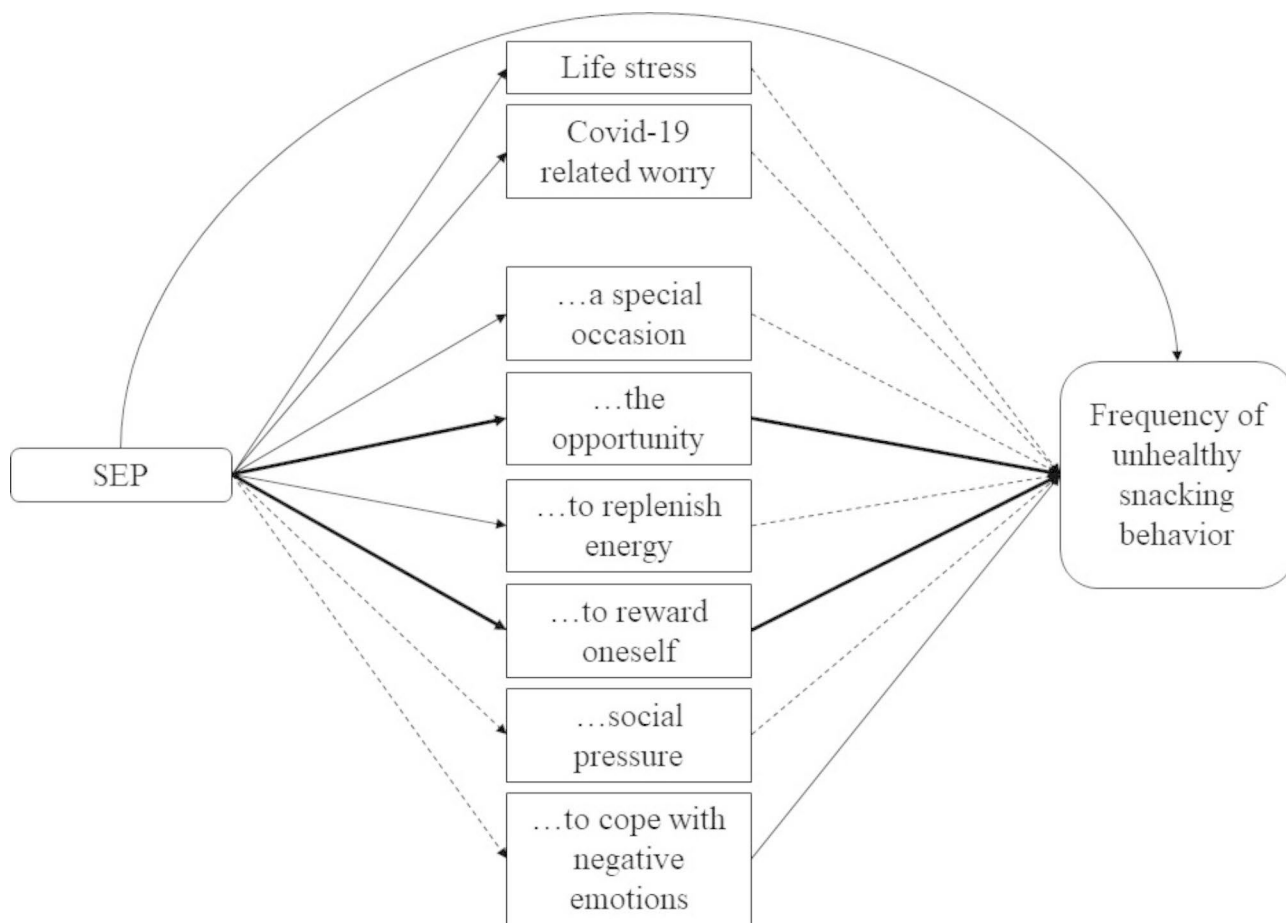 Life stress
Covid-19
related worry
…a special
occasion
…the
opportunity
SEP
…to replenish
energy
…to reward
oneself
…social
pressure
…to cope with
negative
emotions
Frequency of
unhealthy
snacking
behavior